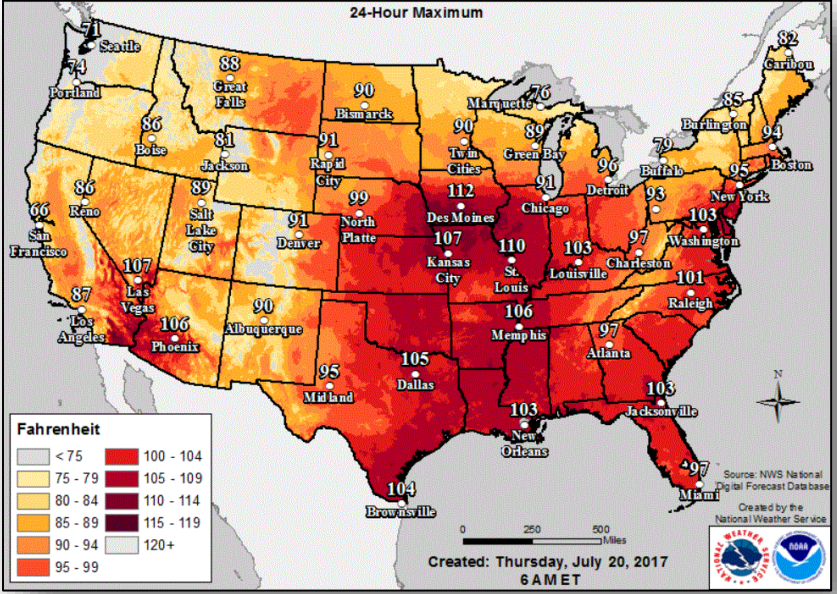 24-Hour Maximum
71
Seattle
74
Portland
88
Great
Falls
90
Bismarck
76
Marquette
82
Caribou
86
Boise
81
Jackson
91
Rapid
City
90
Twin
Cities
89
Green Bay
85
Burlington
79
Buffalo
94
Boston
96
Detroit
95
New York
86
Reno
89
Salt
Lake
City
91
Denver
99
North
Platte
112
Des Moines
91
Chicago
93
103
Washington
66
San
Francisco
107
Kansas
City
110
St.
Louis
103
Louisville
97
Charleston
101
Raleigh
107
Las
Vegas
87
Los
Angeles
106
Phoenix
90
Albuquerque
106
Memphis
97
Atlanta
95
Midland
105
Dallas
103
New
Orleans
103
Jacksonville
104
Brownsville
97
Miami
N
Fahrenheit
< 75
75 - 79
80 - 84
85 - 89
90 - 94
95 - 99
100 - 104
105 - 109
110 - 114
115 - 119
120+
0 250 500
Miles
Created: Thursday, July 20, 2017
6 AM ET
Source: NWS National
Digital Forecast Database
Created by the
National Weather Service
NATIONAL WEATHER
SERVICE
NOAA